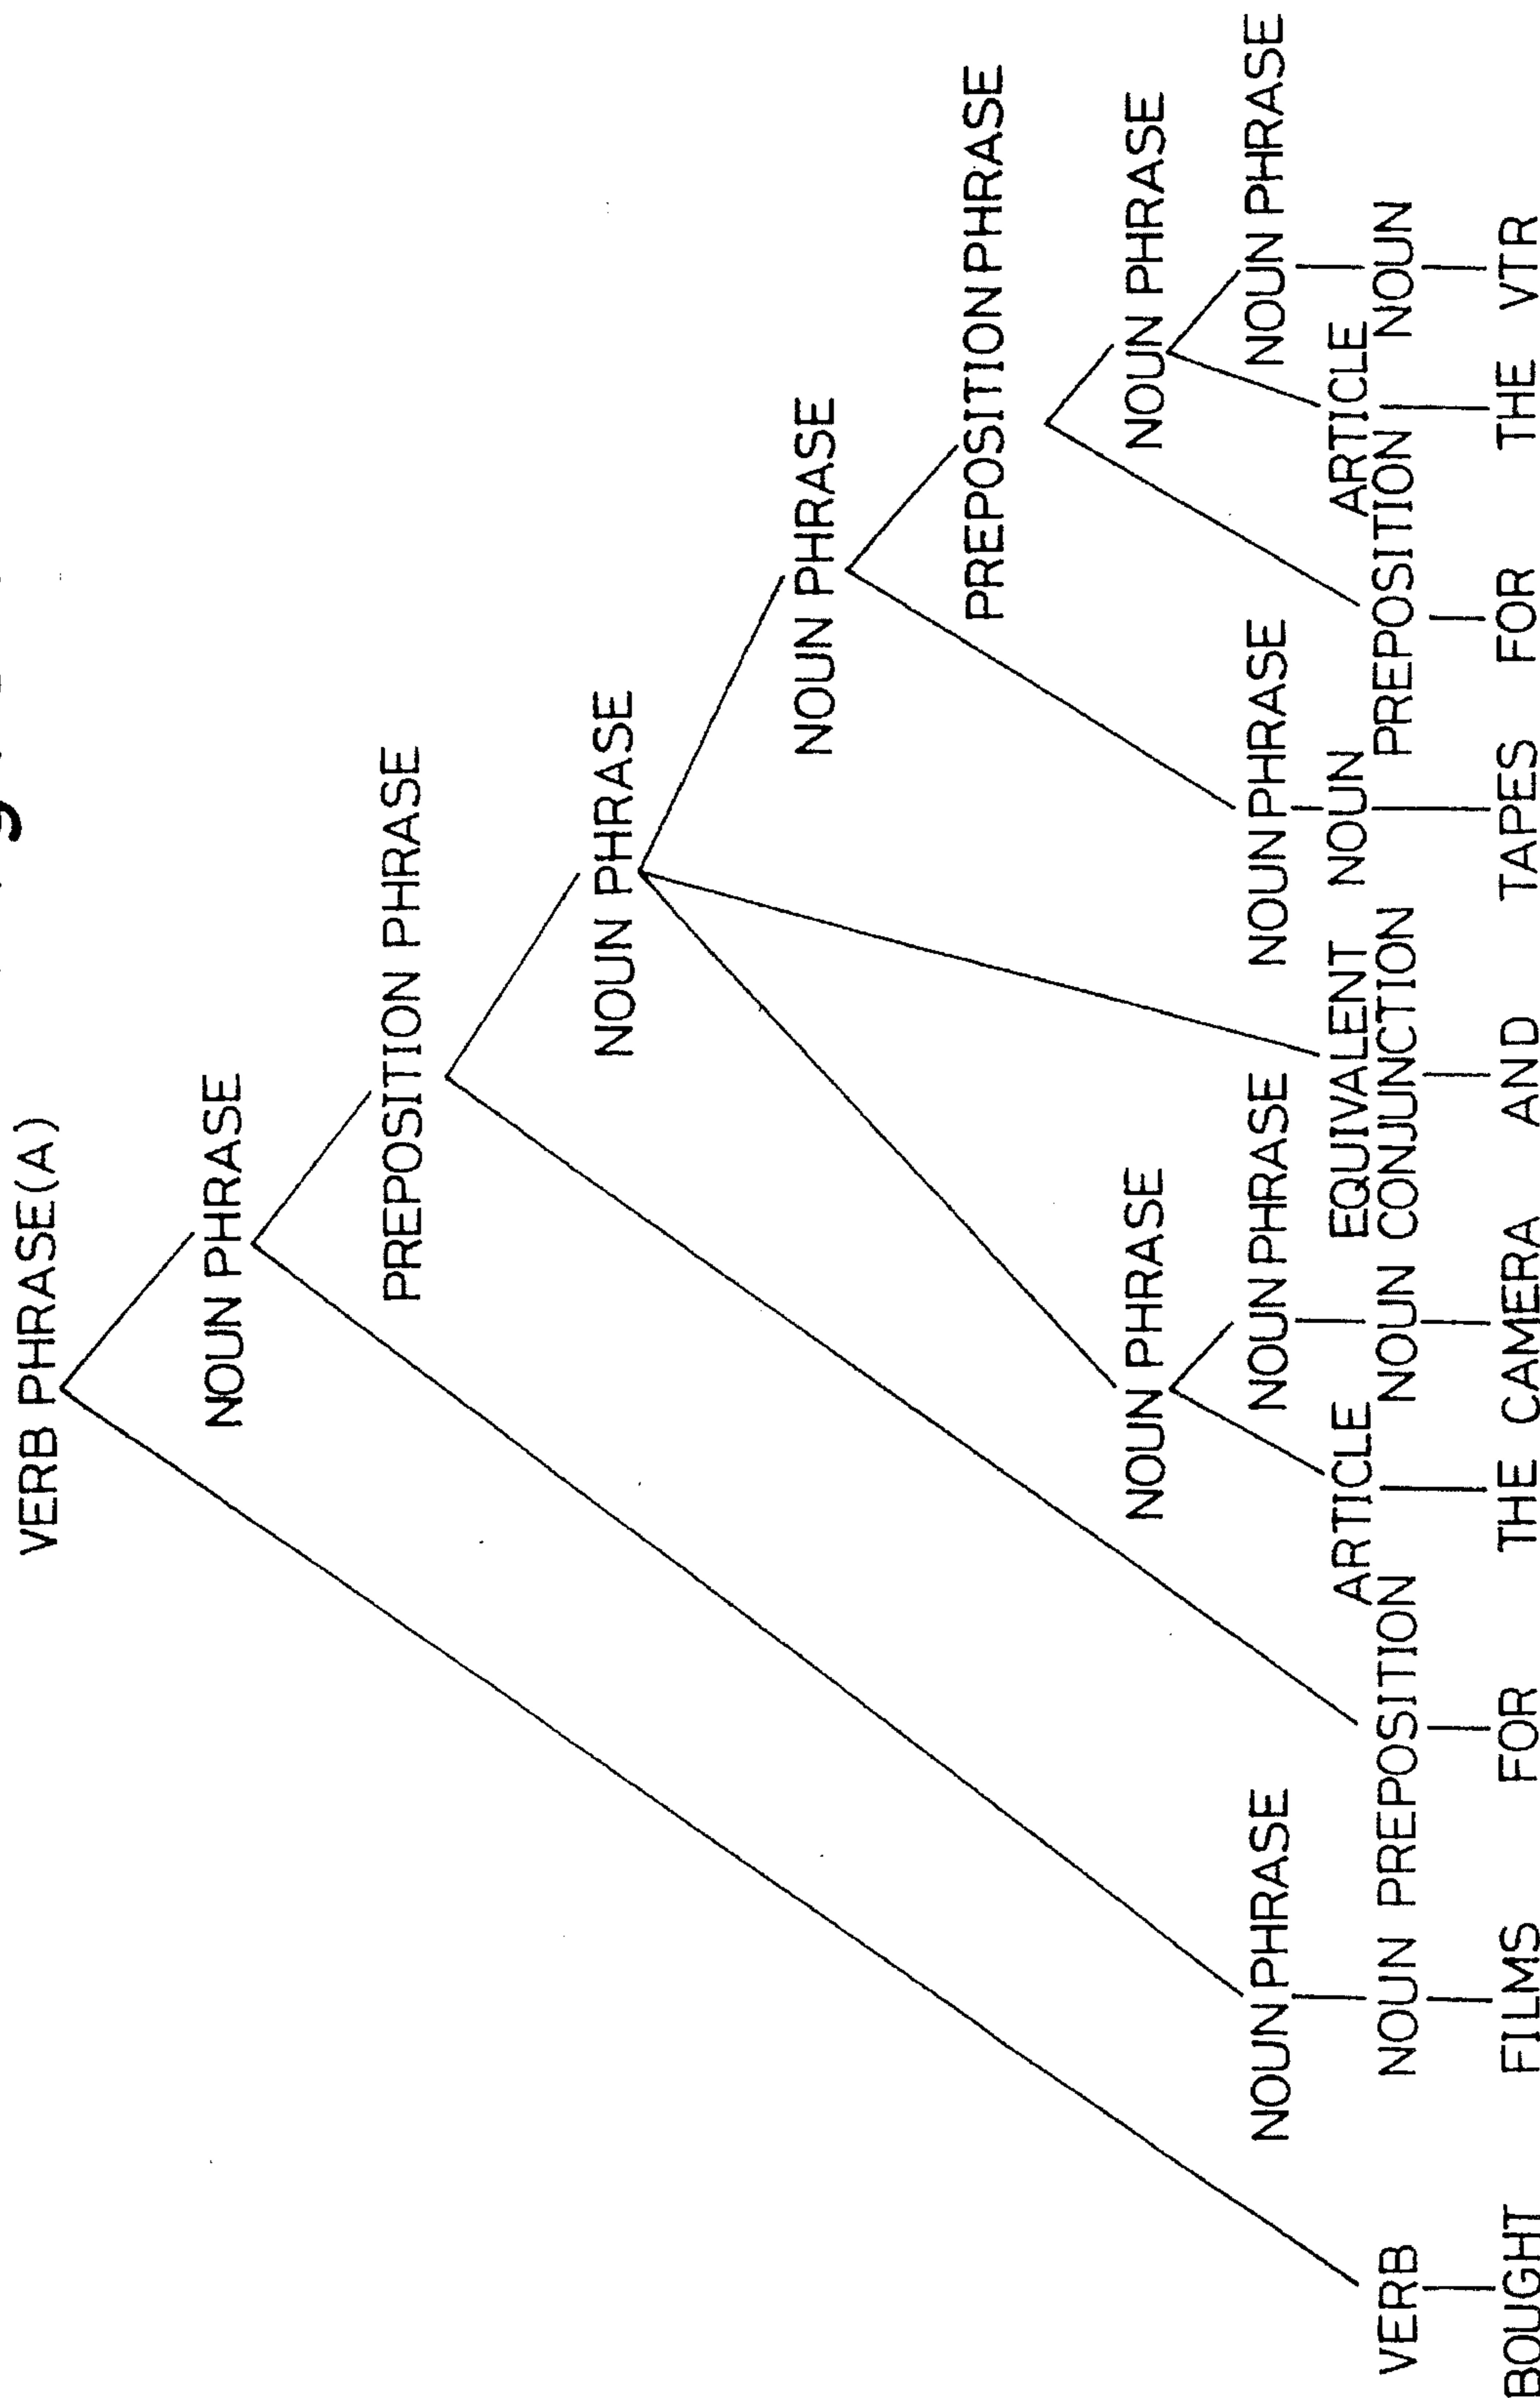 VERB PHRASE(A)
NOUN PHRASE
PREPOSITION PHRASE
NOUN PHRASE
NOUN PHRASE
PREPOSITION PHRASE
NOUN PHRASE NOUN PHRASE
NOUN PHRASE NOUN PHRASE NOUN PHRASE NOUN PHRASE
ARTICLE EQUIVALENT NOUN ARTICLE
VERB NOUN PREPOSITION NOUN CONJUNCTION PREPOSITION NOUN
BOUGHT FILMS FOR THE CAMERA AND TAPES FOR THE VTR